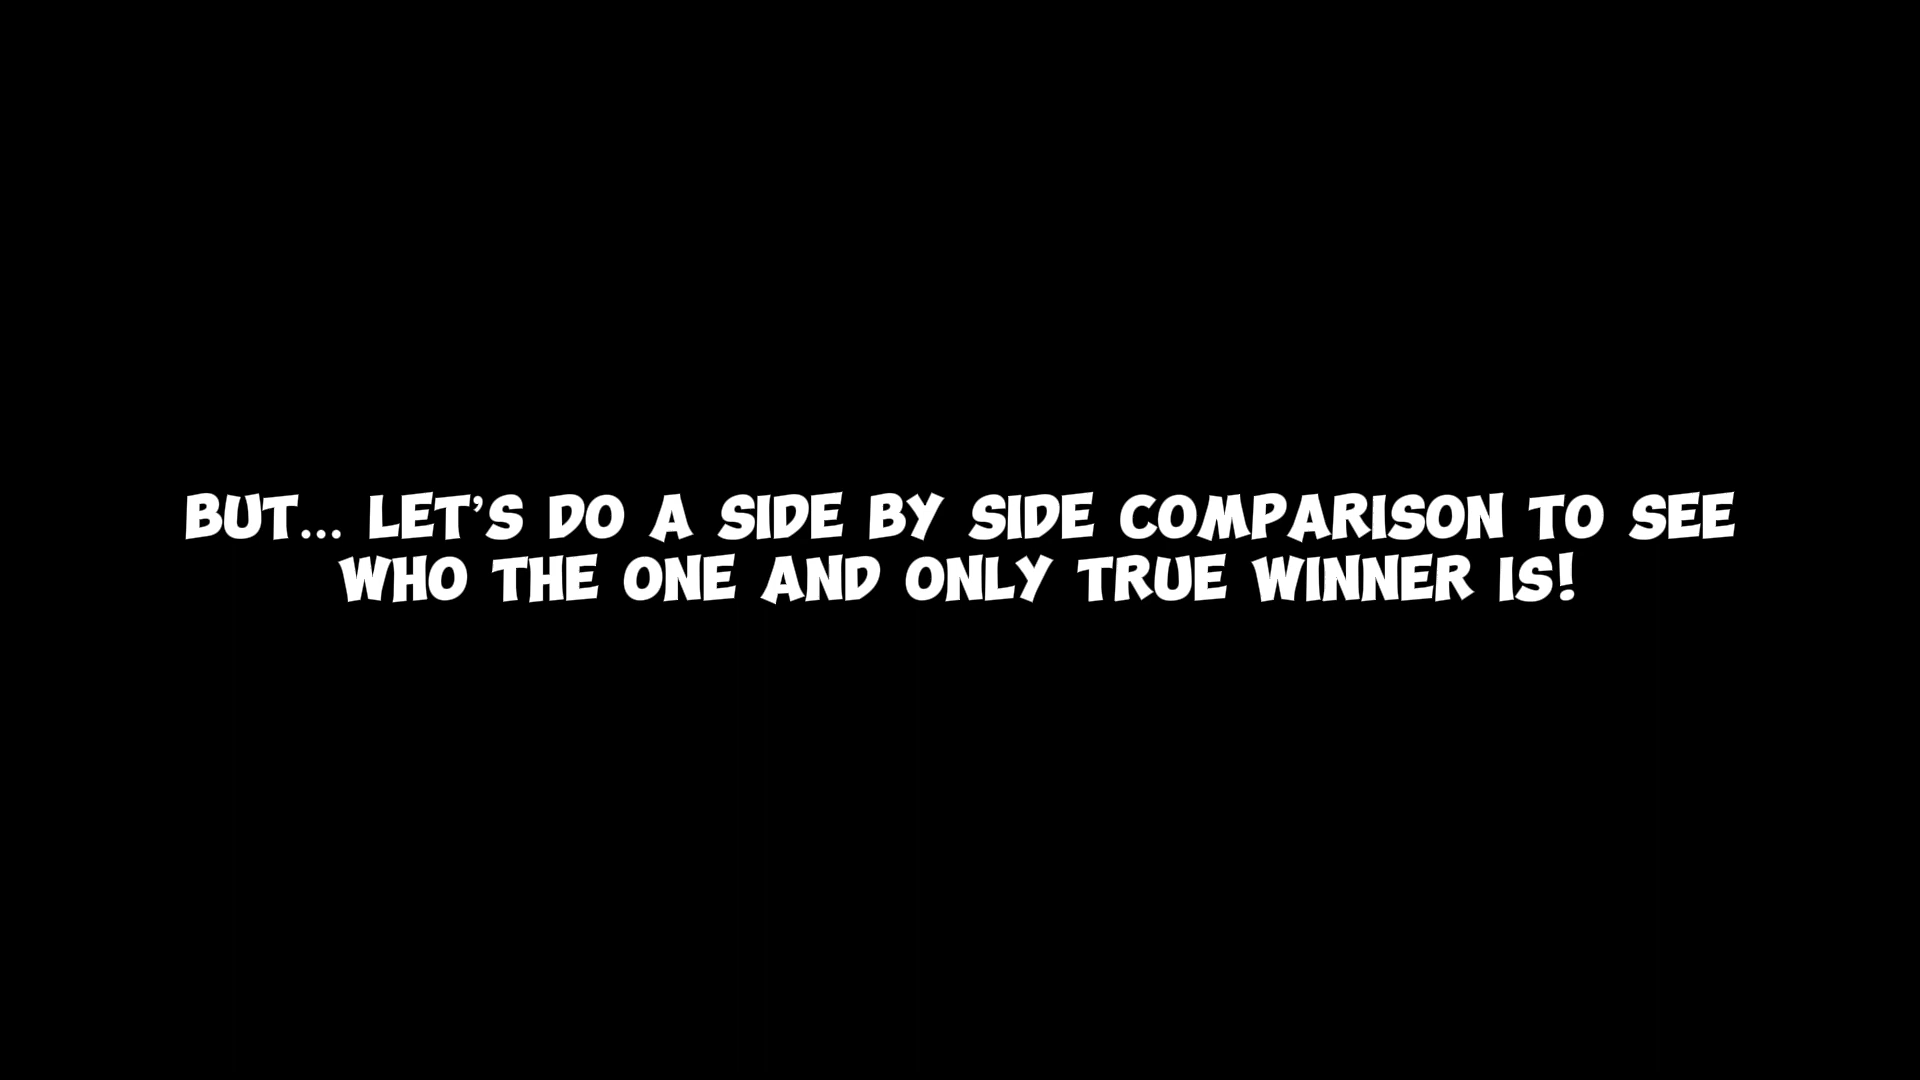 BUT... LET'S DO A SIDE BY SIDE COMPARISON TO SEE
WHO THE ONE AND ONLY TRUE WINNER IS!